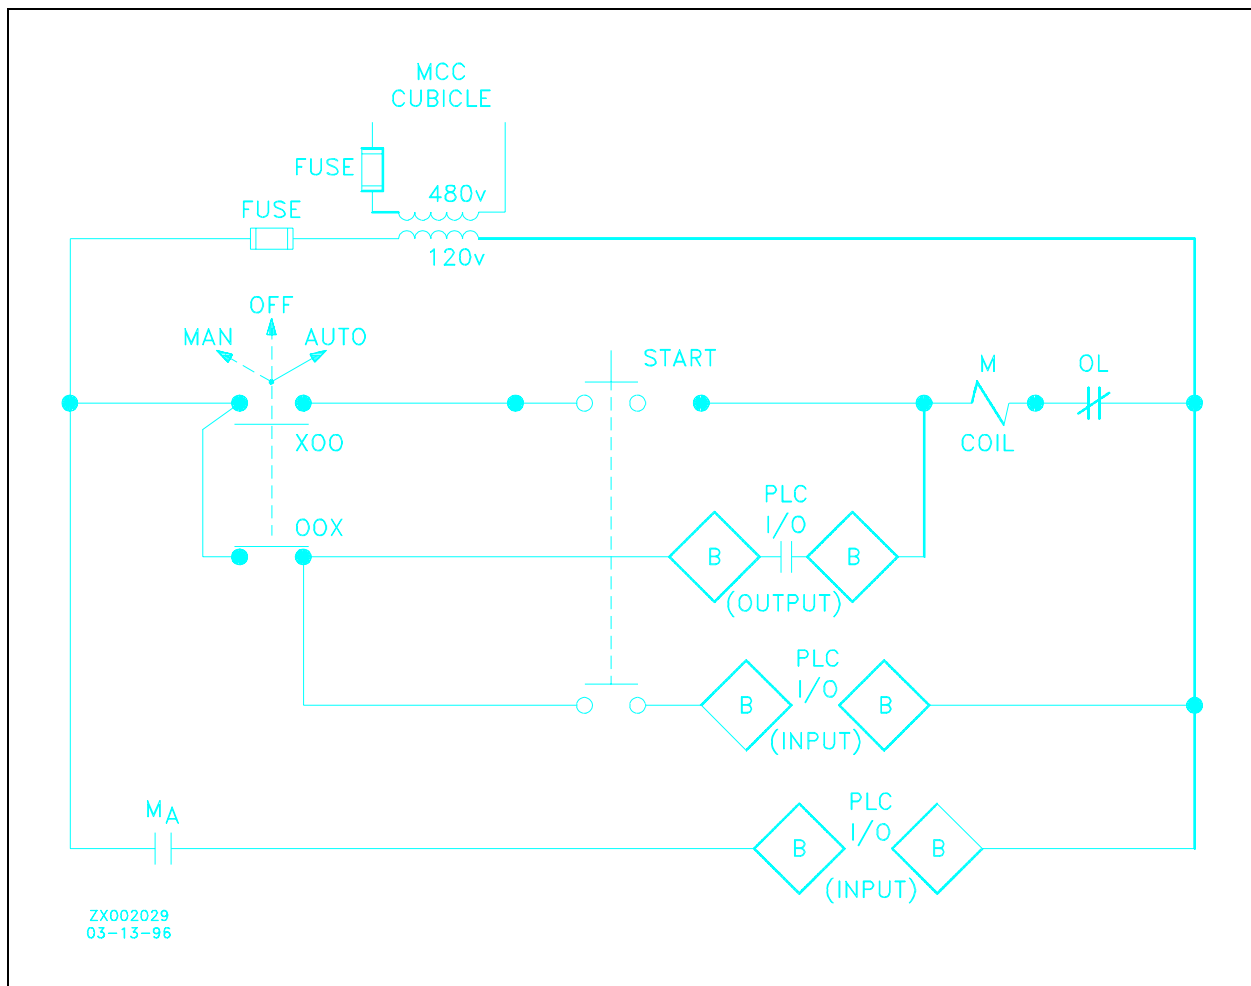 MCC
CUBICLE
FUSE
480v
FUSE
120v
OFF
MAN
AUTO
START
M
OL
XOO
COIL
OOX
PLC
I/O
B
B
(OUTPUT)
PLC
I/O
B
B
(INPUT)
MA
PLC
I/O
B
B
(INPUT)
ZX002029
03-13-96